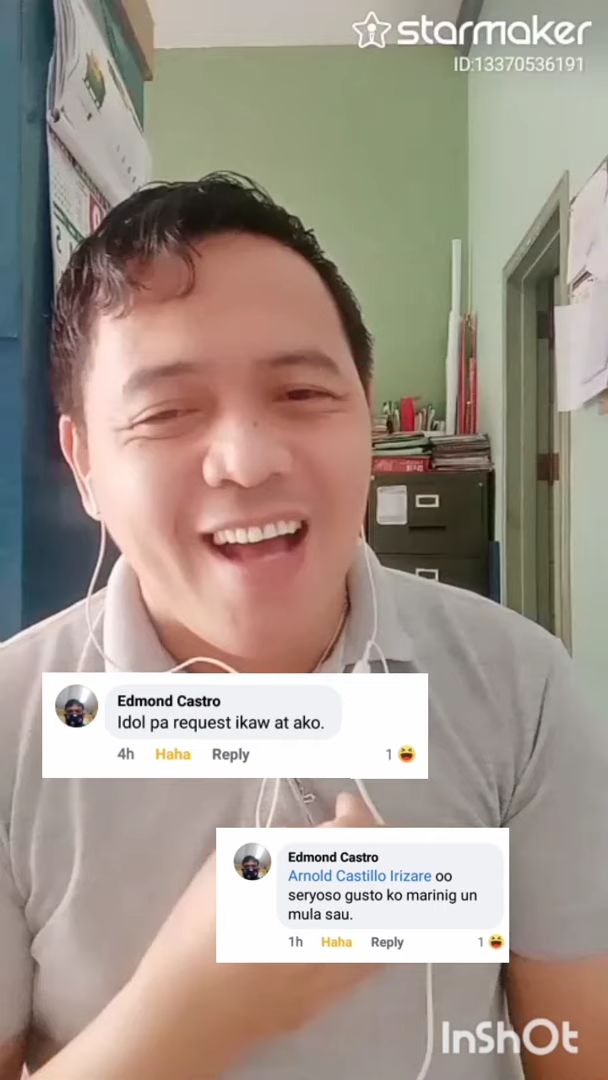 starmaker
ID:13370536191
Edmond Castro
Idol pa request ikaw at ako.
4h Haha Reply 1
Edmond Castro
Arnold Castillo Irizare oo
seryoso gusto ko marinig un
mula sau.
1h Haha Reply 1
InShOt